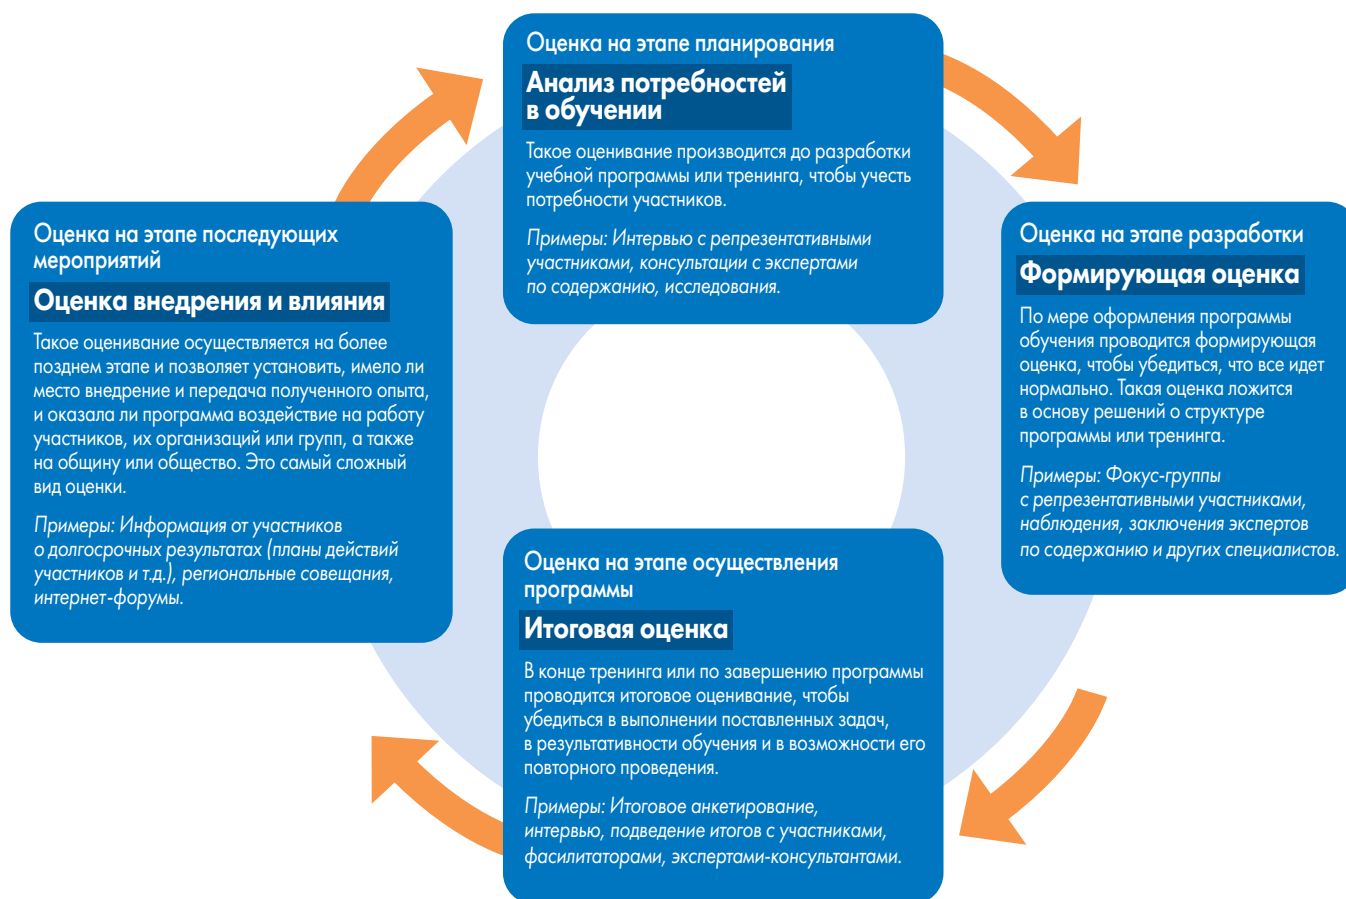 Оценка на этапе планирования
Анализ потребностей
в обучении
Такое оценивание производится до разработки
учебной программы или тренинга, чтобы учесть
потребности участников.
Примеры: Интервью с репрезентативными
участниками, консультации с экспертами
по содержанию, исследования.
Оценка на этапе разработки
Формирующая оценка
По мере оформления программы
обучения проводится формирующая
оценка, чтобы убедиться, что все идет
нормально. Такая оценка ложится
в основу решений о структуре
программы или тренинга.
Примеры: Фокус-группы
с репрезентативными участниками,
наблюдения, заключения экспертов
по содержанию и других специалистов.
Оценка на этапе осуществления
программы
Итоговая оценка
В конце тренинга или по завершению программы
проводится итоговое оценивание, чтобы
убедиться в выполнении поставленных задач,
в результативности обучения и в возможности его
повторного проведения.
Примеры: Итоговое анкетирование,
интервью, подведение итогов с участниками,
фасилитаторами, экспертами-консультантами.
Оценка на этапе последующих
мероприятий
Оценка внедрения и влияния
Такое оценивание осуществляется на более
позднем этапе и позволяет установить, имело ли
место внедрение и передача полученного опыта,
и оказала ли программа воздействие на работу
участников, их организаций или групп, а также
на общину или общество. Это самый сложный
вид оценки.
Примеры: Информация от участников
о долгосрочных результатах (планы действий
участников и т.д.), региональные совещания,
интернет-форумы.